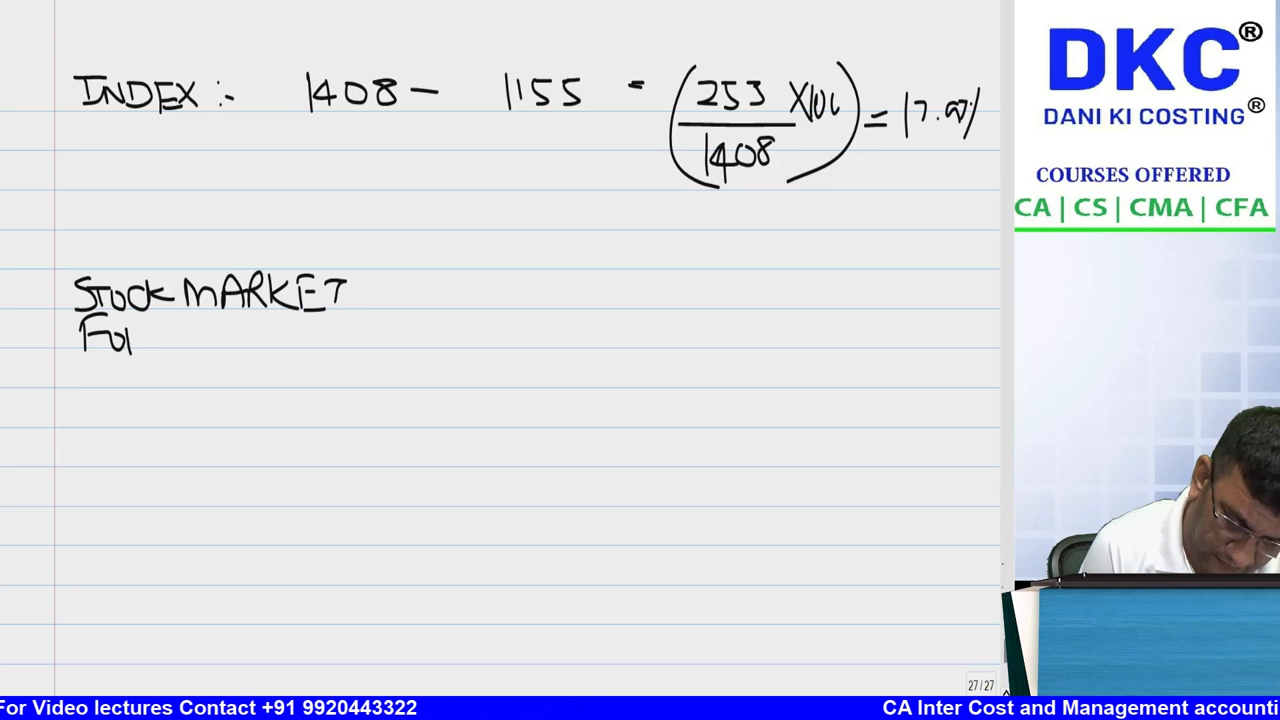 INDEX :- 1408 - 1155 = (253 X100 / 1408) = 17.97%
STOCK MARKET
For
27/27
DKC®
DANI KI COSTING®
COURSES OFFERED
CA | CS | CMA | CFA
For Video lectures Contact +91 9920443322
CA Inter Cost and Management accounti